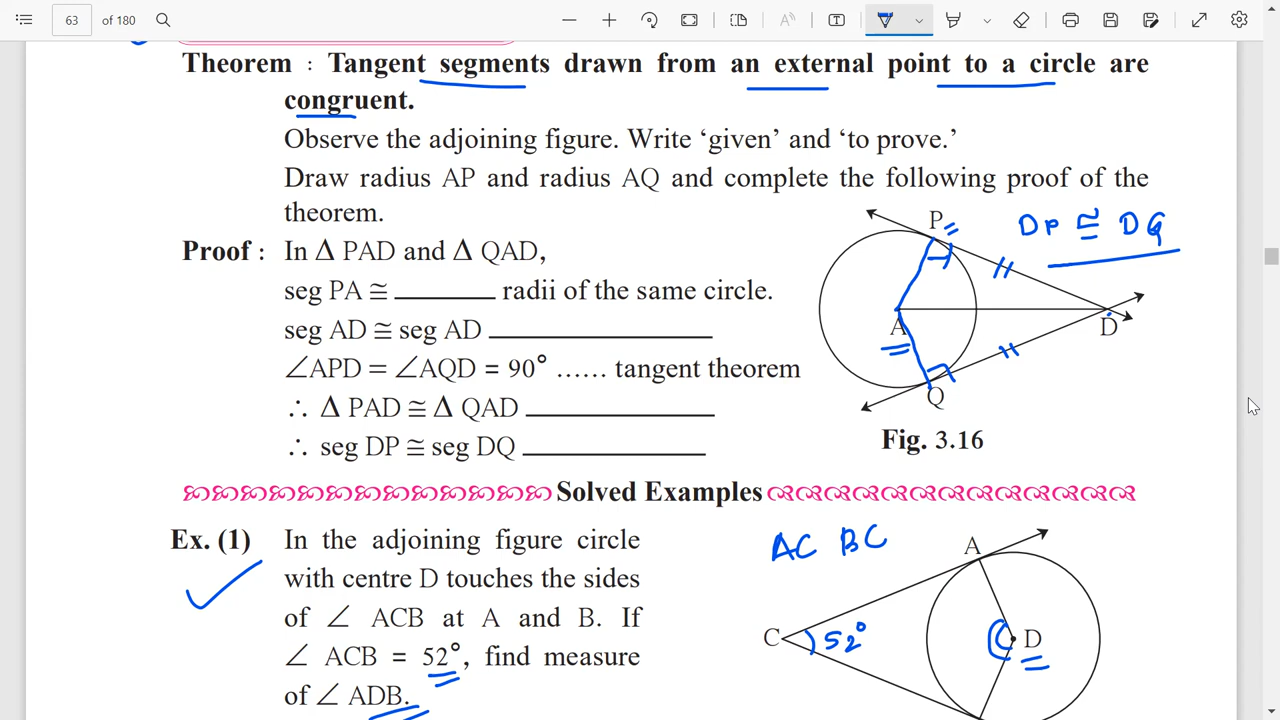 63 of 180
Theorem : Tangent segments drawn from an external point to a circle are
congruent.
Observe the adjoining figure. Write ‘given’ and ‘to prove.’
Draw radius AP and radius AQ and complete the following proof of the
theorem.
Proof : In Δ PAD and Δ QAD,
seg PA ≅ ________ radii of the same circle.
seg AD ≅ seg AD ________________
∠APD = ∠AQD = 90° ...... tangent theorem
∴ Δ PAD ≅ Δ QAD ______________
∴ seg DP ≅ seg DQ ______________
P
DP ≅ DQ
A
D
Q
Fig. 3.16
Solved Examples
Ex. (1) In the adjoining figure circle
with centre D touches the sides
of ∠ ACB at A and B. If
∠ ACB = 52°, find measure
of ∠ ADB.
AC BC
A
C 52° D